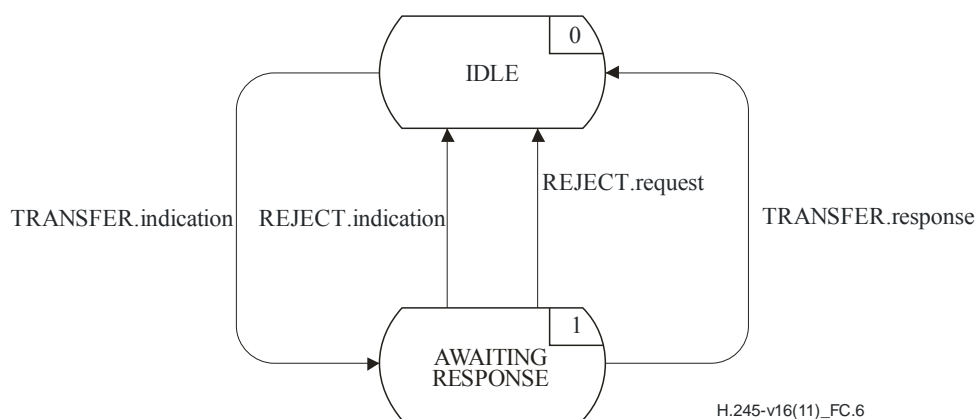 0
IDLE
REJECT.request
TRANSFER.indication
REJECT.indication
TRANSFER.response
1
AWAITING
RESPONSE
H.245-v16(11)_FC.6